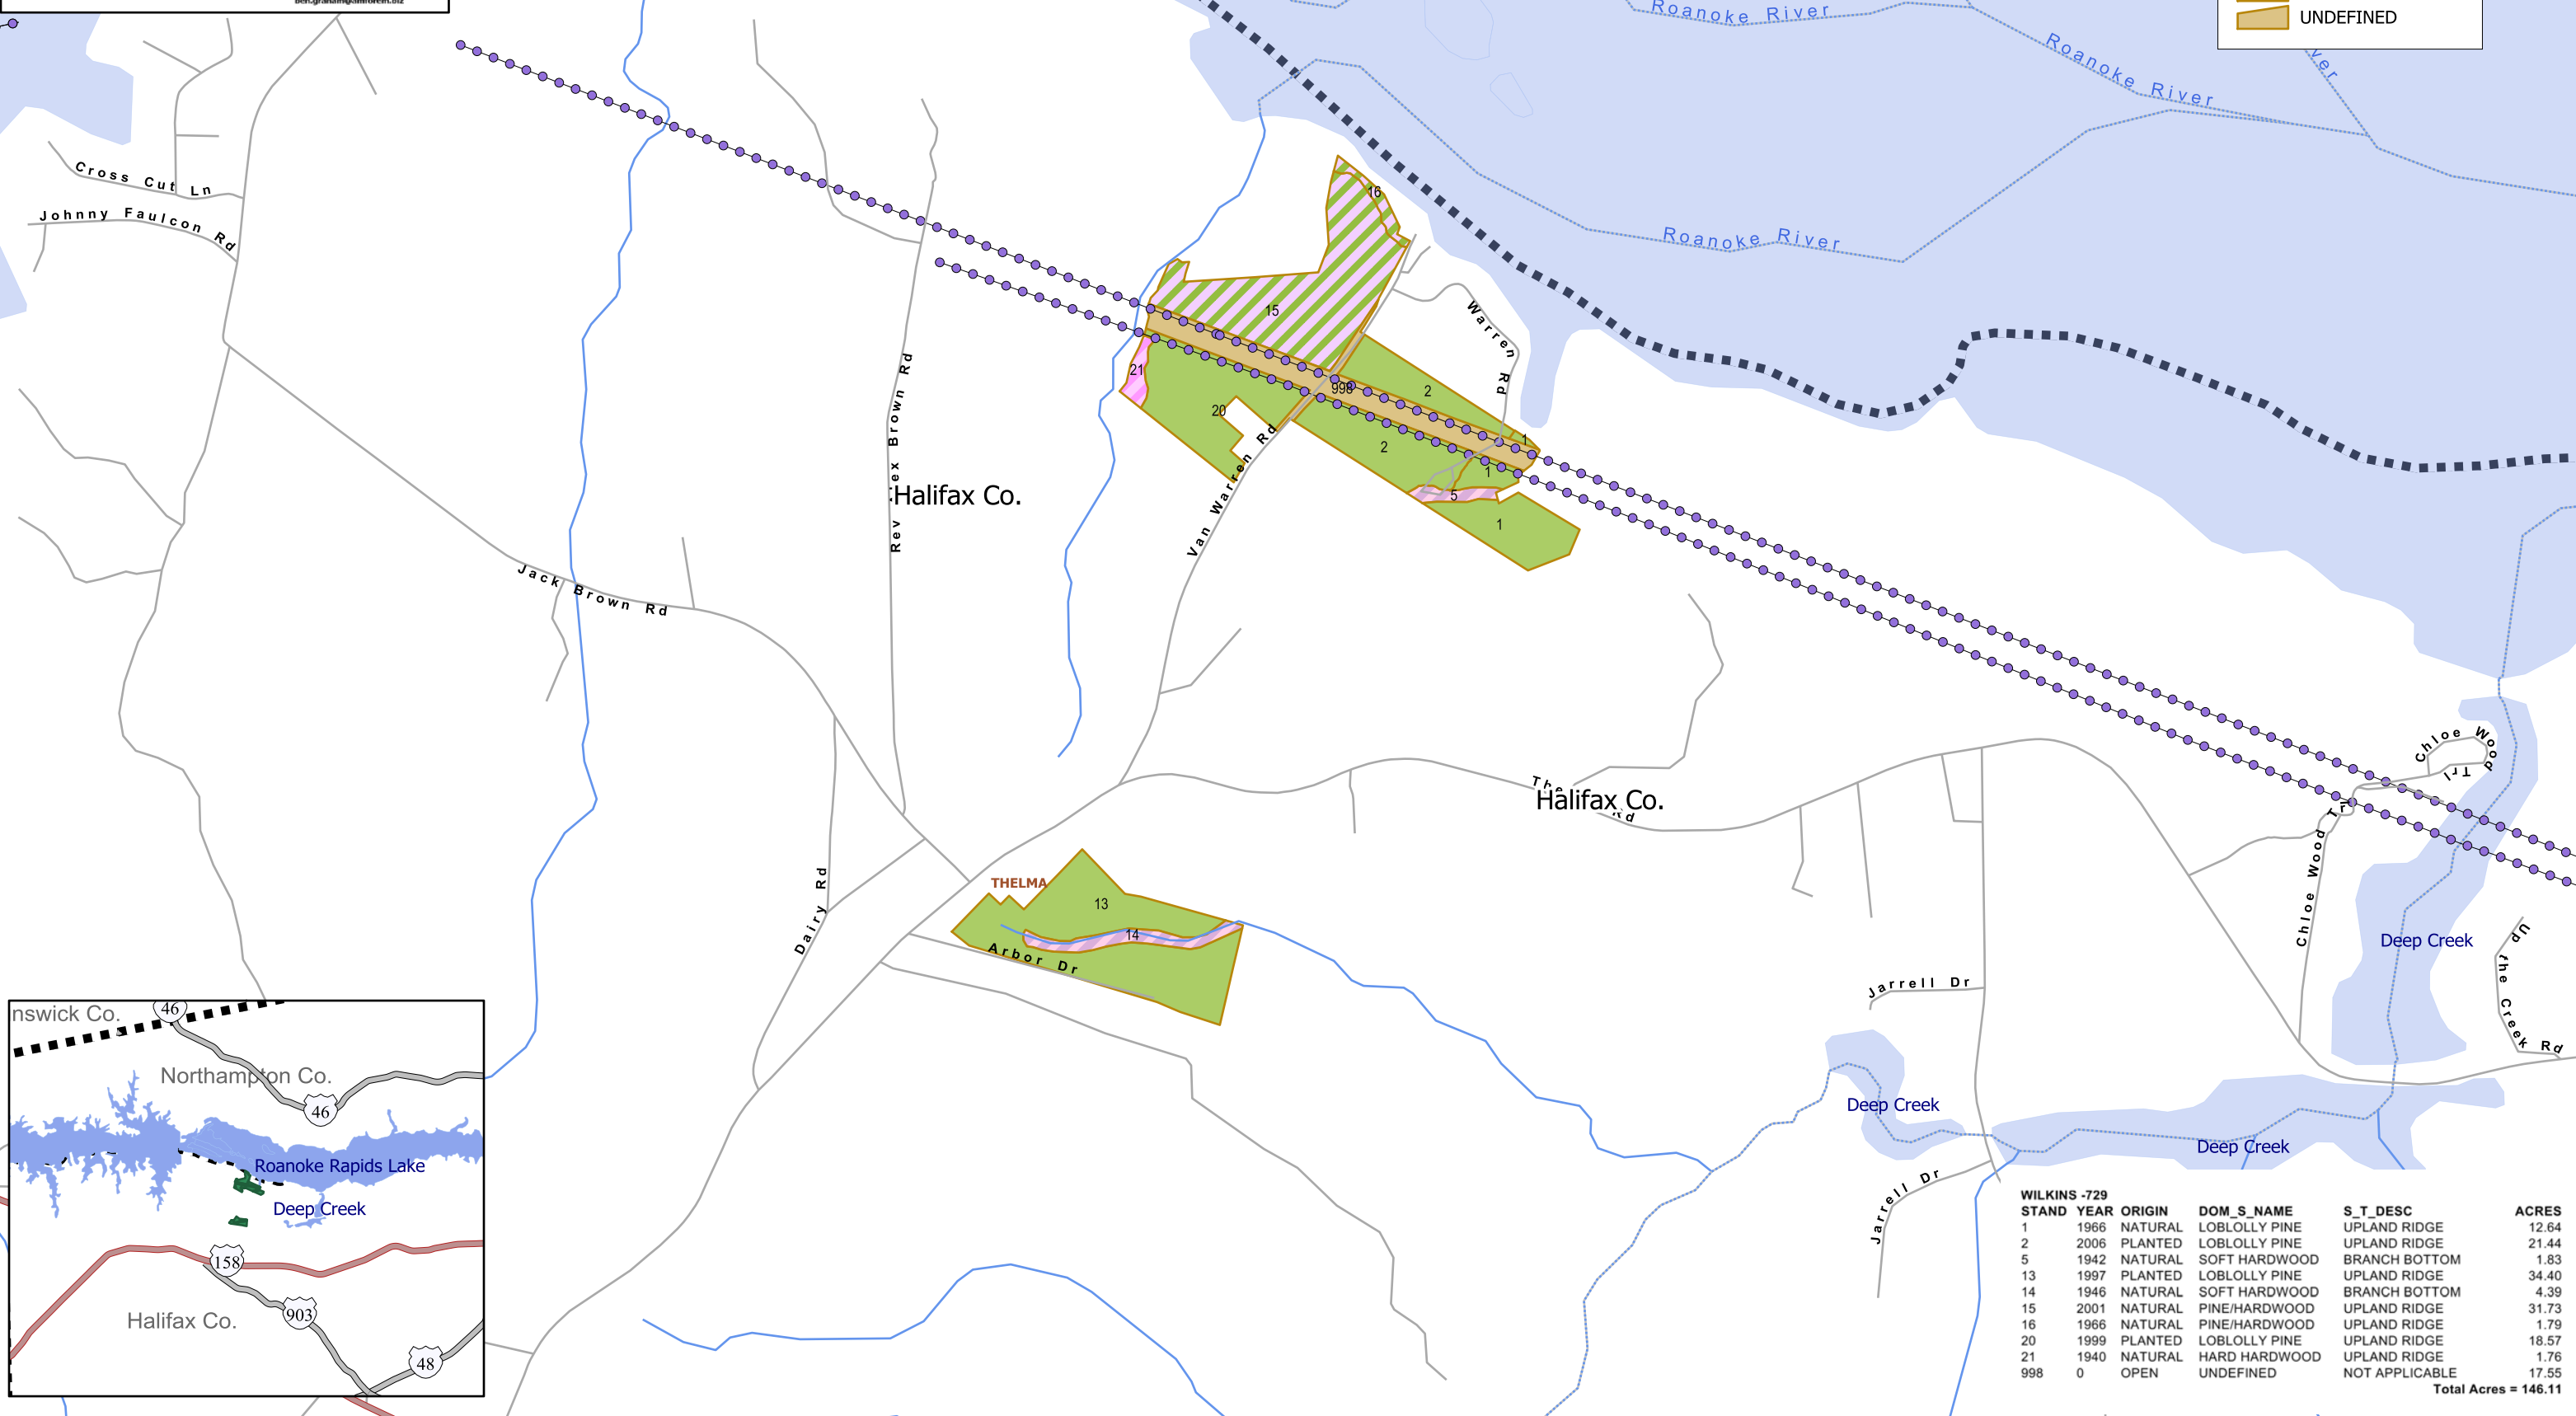 UNDEFINED
Roanoke River
Roanoke River
Roanoke River
Cross Cut Ln
Johnny Faulcon Rd
16
15
Warren Rd
21
998
2
20
1
2
1
5
1
Halifax Co.
Van Warren Rd
Jack Brown Rd
Halifax Co.
Rd
Chloe Wood Trl
Chloe Wood Trl
THELMA
13
14
Arbor Dr
Dairy Rd
Deep Creek
Up the Creek Rd
Jarrell Dr
Deep Creek
Deep Creek
Jarrell Dr
46
nswick Co.
Northampton Co.
46
Roanoke Rapids Lake
Deep Creek
158
903
Halifax Co.
48
WILKINS -729
STAND YEAR ORIGIN DOM_S_NAME S_T_DESC ACRES
1 1966 NATURAL LOBLOLLY PINE UPLAND RIDGE 12.64
2 2006 PLANTED LOBLOLLY PINE UPLAND RIDGE 21.44
5 1942 NATURAL SOFT HARDWOOD BRANCH BOTTOM 1.83
13 1997 PLANTED LOBLOLLY PINE UPLAND RIDGE 34.40
14 1946 NATURAL SOFT HARDWOOD BRANCH BOTTOM 4.39
15 2001 NATURAL PINE/HARDWOOD UPLAND RIDGE 31.73
16 1966 NATURAL PINE/HARDWOOD UPLAND RIDGE 1.79
20 1999 PLANTED LOBLOLLY PINE UPLAND RIDGE 18.57
21 1940 NATURAL HARD HARDWOOD UPLAND RIDGE 1.76
998 0 OPEN UNDEFINED NOT APPLICABLE 17.55
Total Acres = 146.11